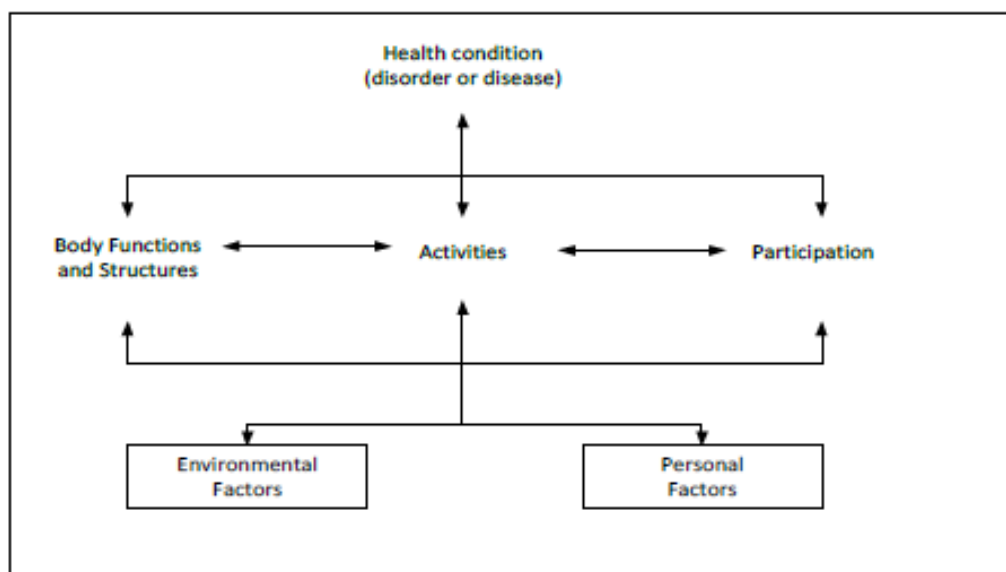 Health condition
(disorder or disease)
Body Functions
and Structures
Activities
Participation
Environmental
Factors
Personal
Factors